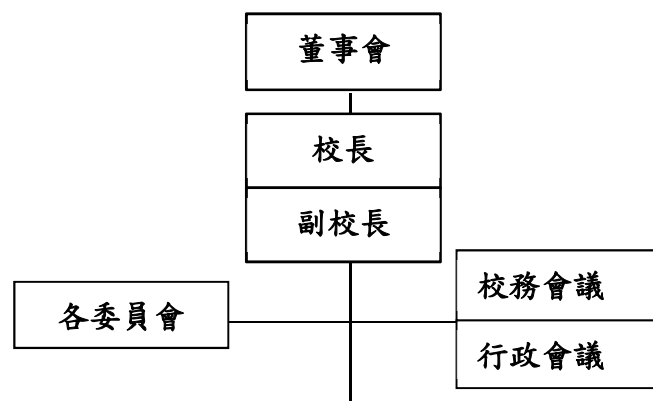 董事會
校長
副校長
各委員會
校務會議
行政會議